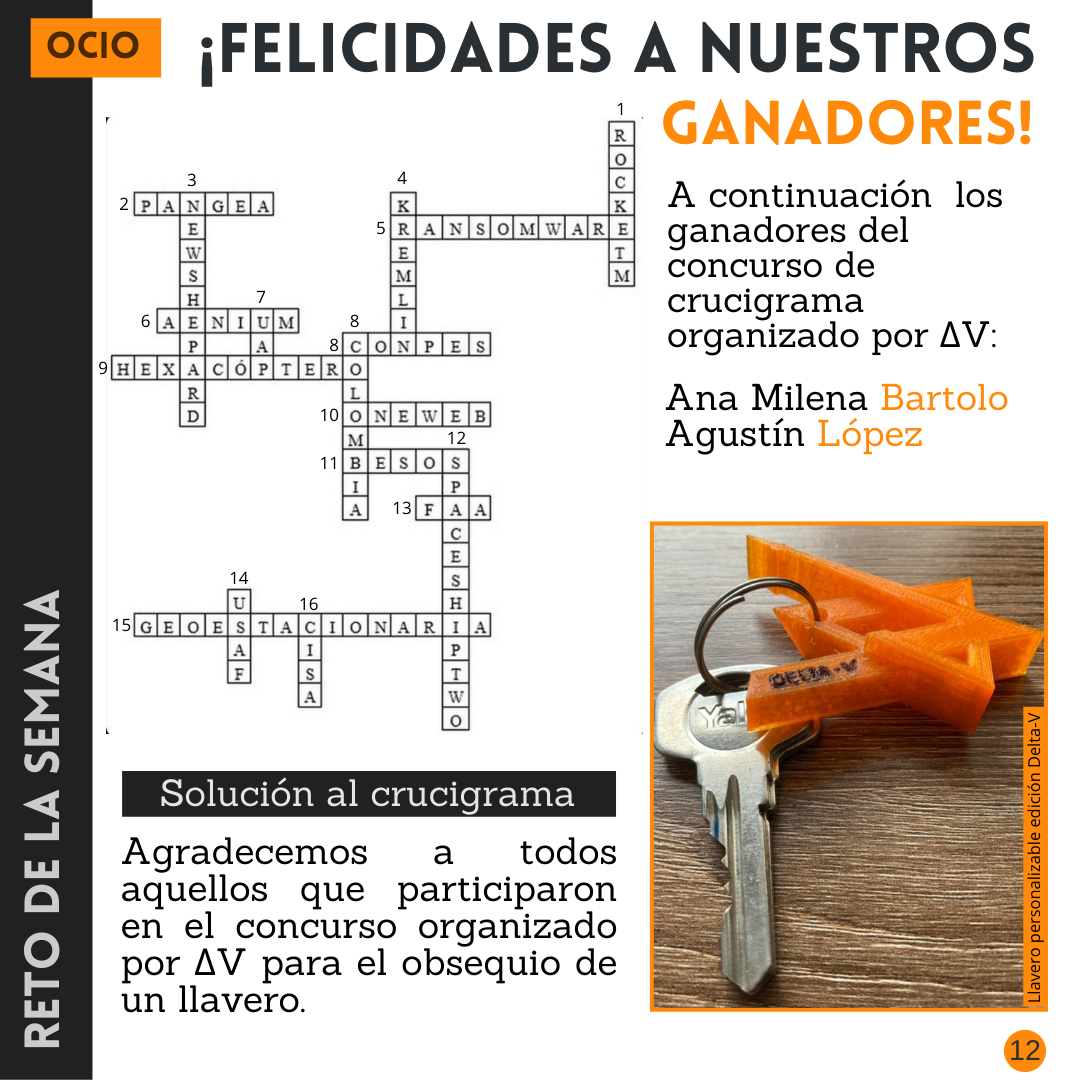 OCIO
¡FELICIDADES A NUESTROS
GANADORES!
1 ROCKETM
2 PANGEA
3 NEWSHEPARD
4 KREMLIN
5 RANSOMWARE
6 AENIUM
7 UAP
8 CONPES
8 COLOMBIA
9 HEXACÓPTERO
10 ONEWEB
11 BESOS
12 SPACESHIPTWO
13 FAA
14 USAF
15 GEOESTACIONARIA
16 CISA
A continuación los
ganadores del
concurso de
crucigrama
organizado por ΔV:
Ana Milena Bartolo
Agustín López
Solución al crucigrama
Agradecemos a todos
aquellos que participaron
en el concurso organizado
por ΔV para el obsequio de
un llavero.
DELTA-V
Yal
Llavero personalizable edición Delta-V
RETO DE LA SEMANA
12